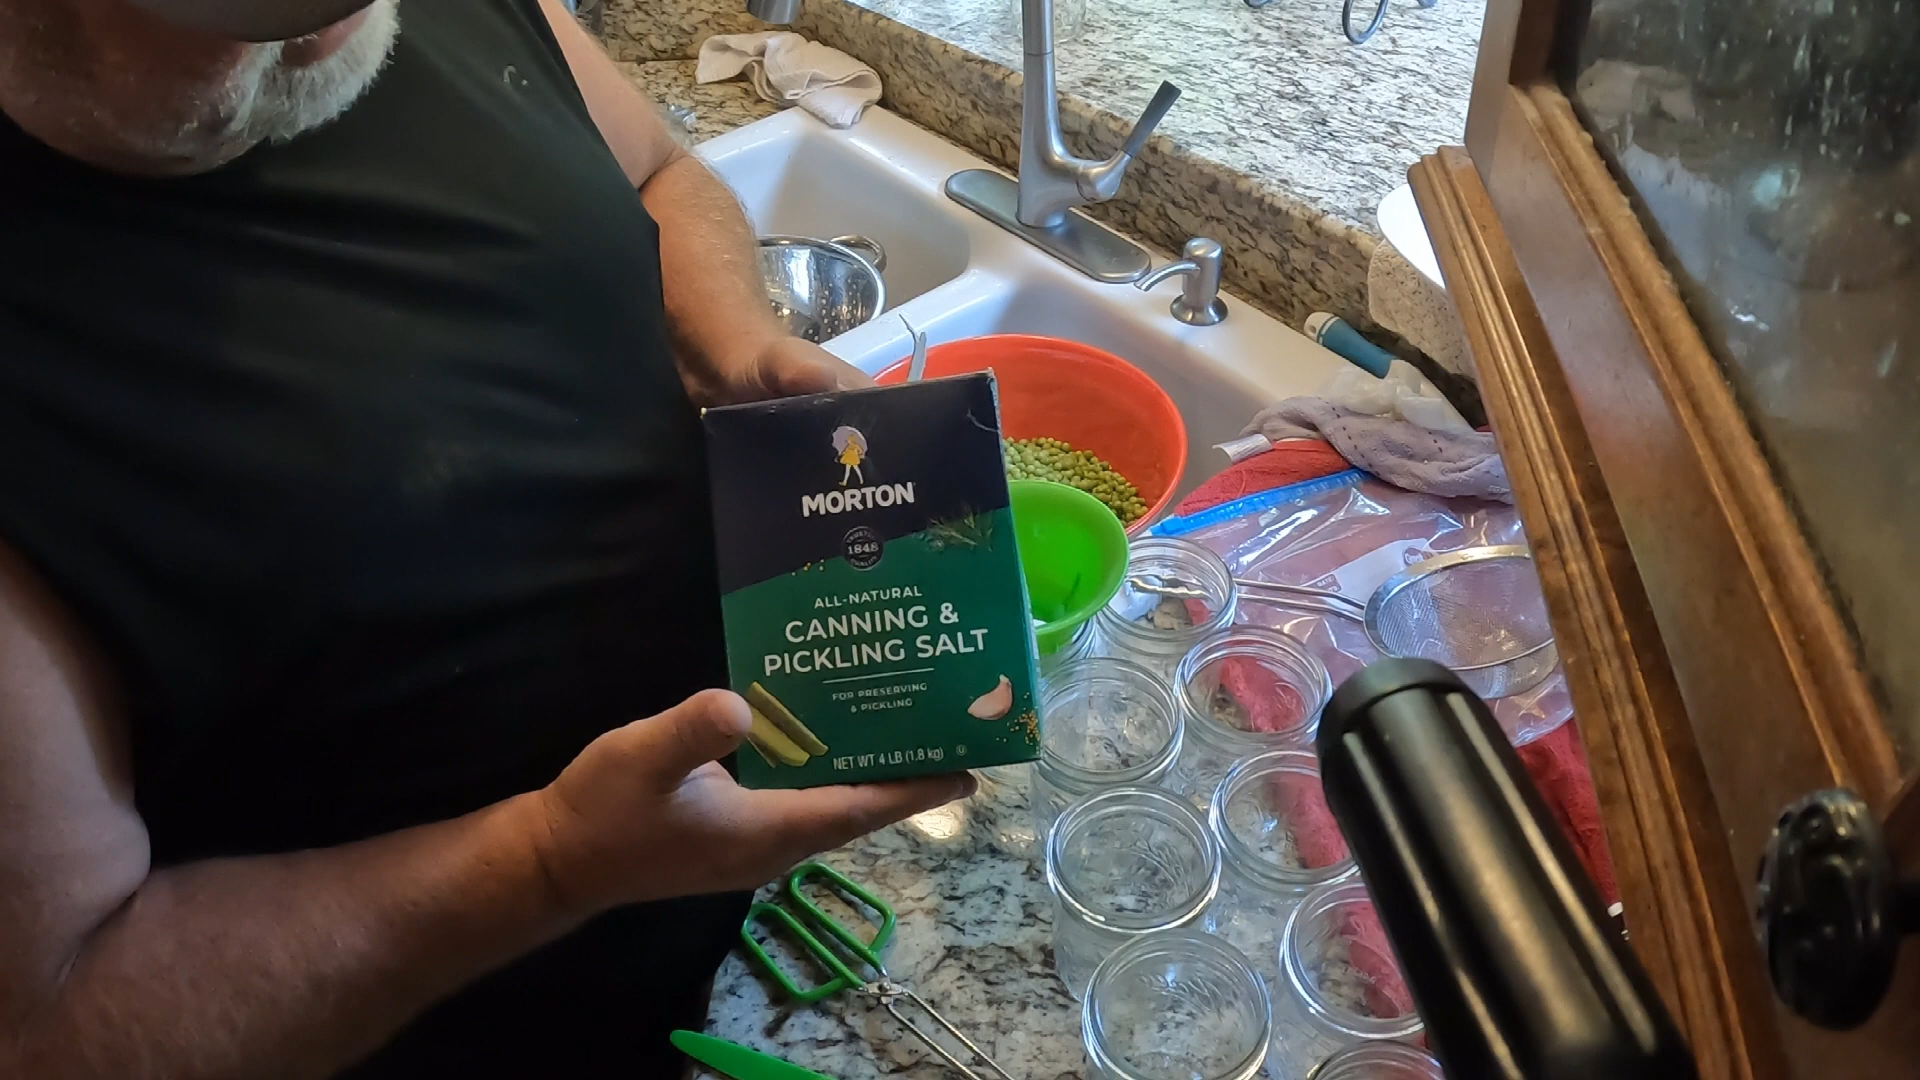 MORTON
1848
ALL-NATURAL
CANNING &
PICKLING SALT
FOR PRESERVING
& PICKLING
NET WT 4 LB (1.8 kg)